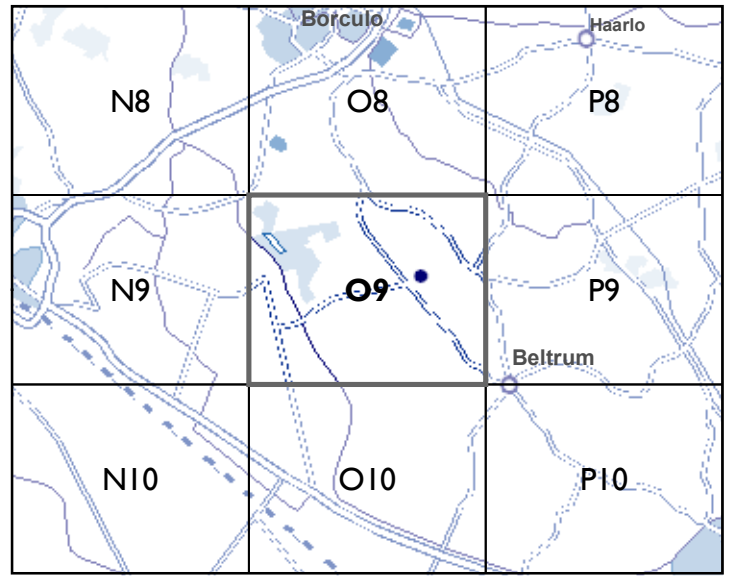 Borculo
Haarlo
N8
O8
P8
N9
O9
P9
Beltrum
N10
O10
P10